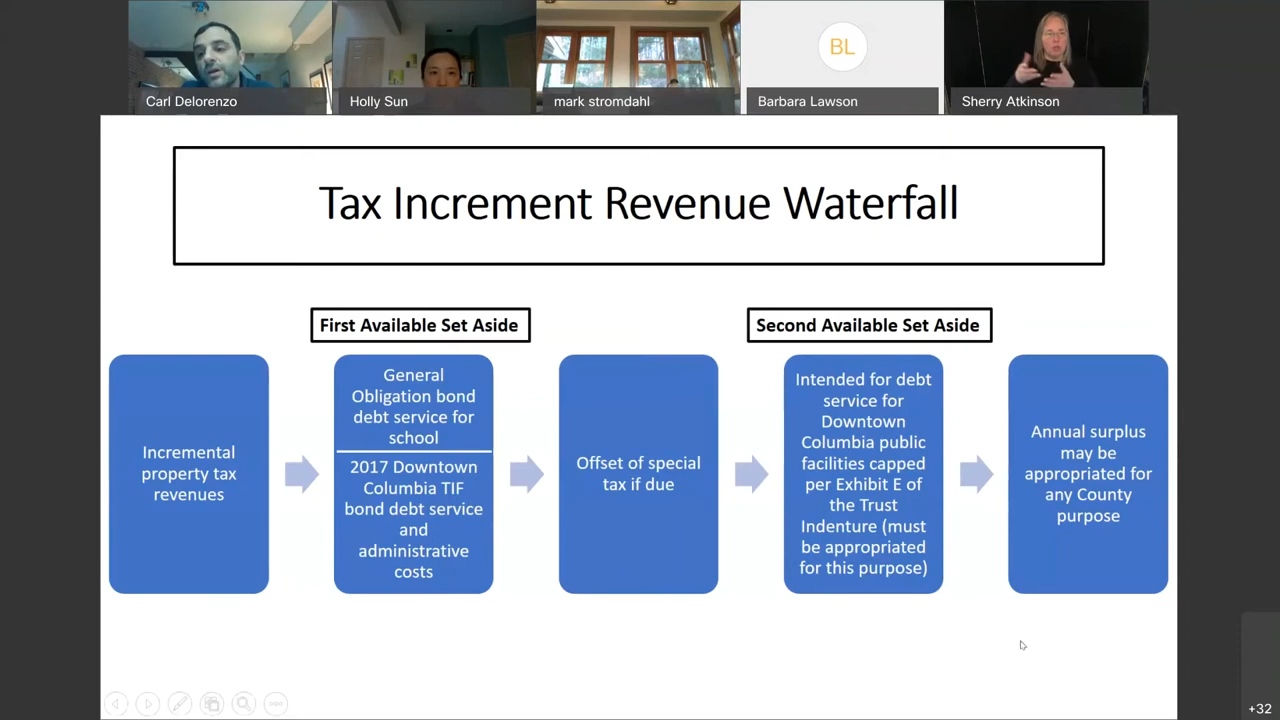 BL
Carl Delorenzo
Holly Sun
mark stromdahl
Barbara Lawson
Sherry Atkinson
Tax Increment Revenue Waterfall
First Available Set Aside
Second Available Set Aside
Incremental
property tax
revenues
General
Obligation bond
debt service for
school
2017 Downtown
Columbia TIF
bond debt service
and
administrative
costs
Offset of special
tax if due
Intended for debt
service for
Downtown
Columbia public
facilities capped
per Exhibit E of
the Trust
Indenture (must
be appropriated
for this purpose)
Annual surplus
may be
appropriated for
any County
purpose
+32